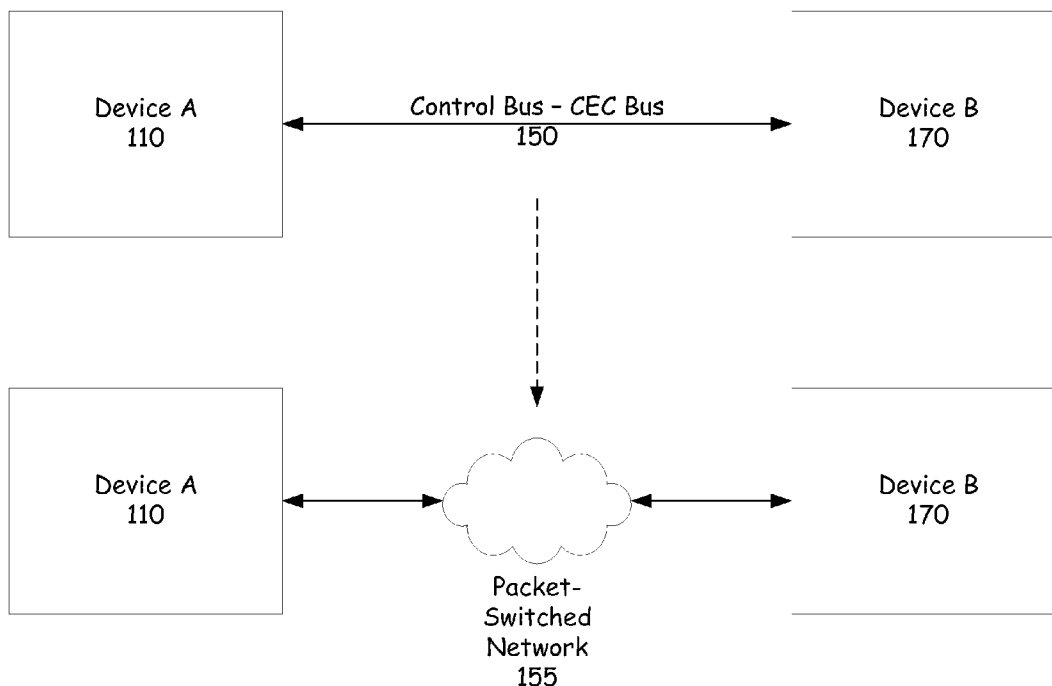 Device A
110
Control Bus – CEC Bus
150
Device B
170
Device A
110
Device B
170
Packet-
Switched
Network
155